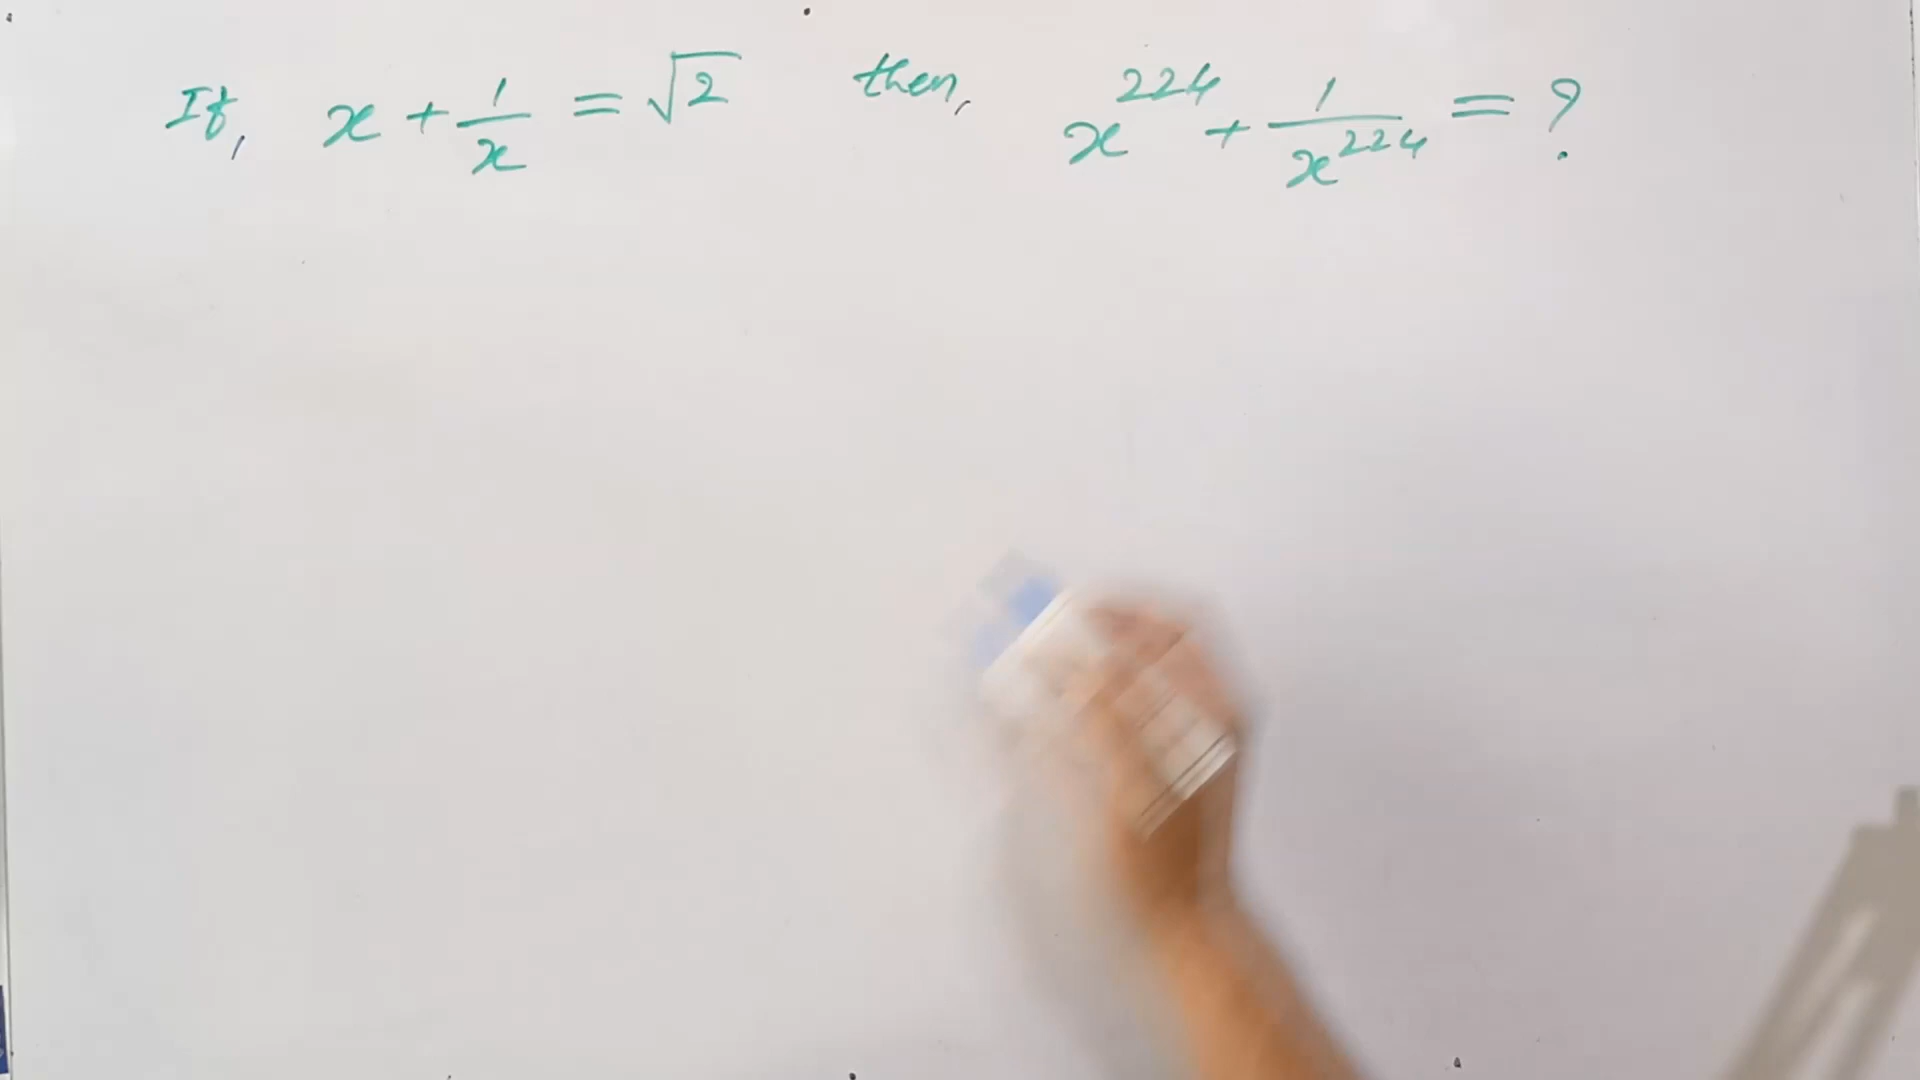 If, x + 1/x = √2 then, x^224 + 1/x^224 = ?